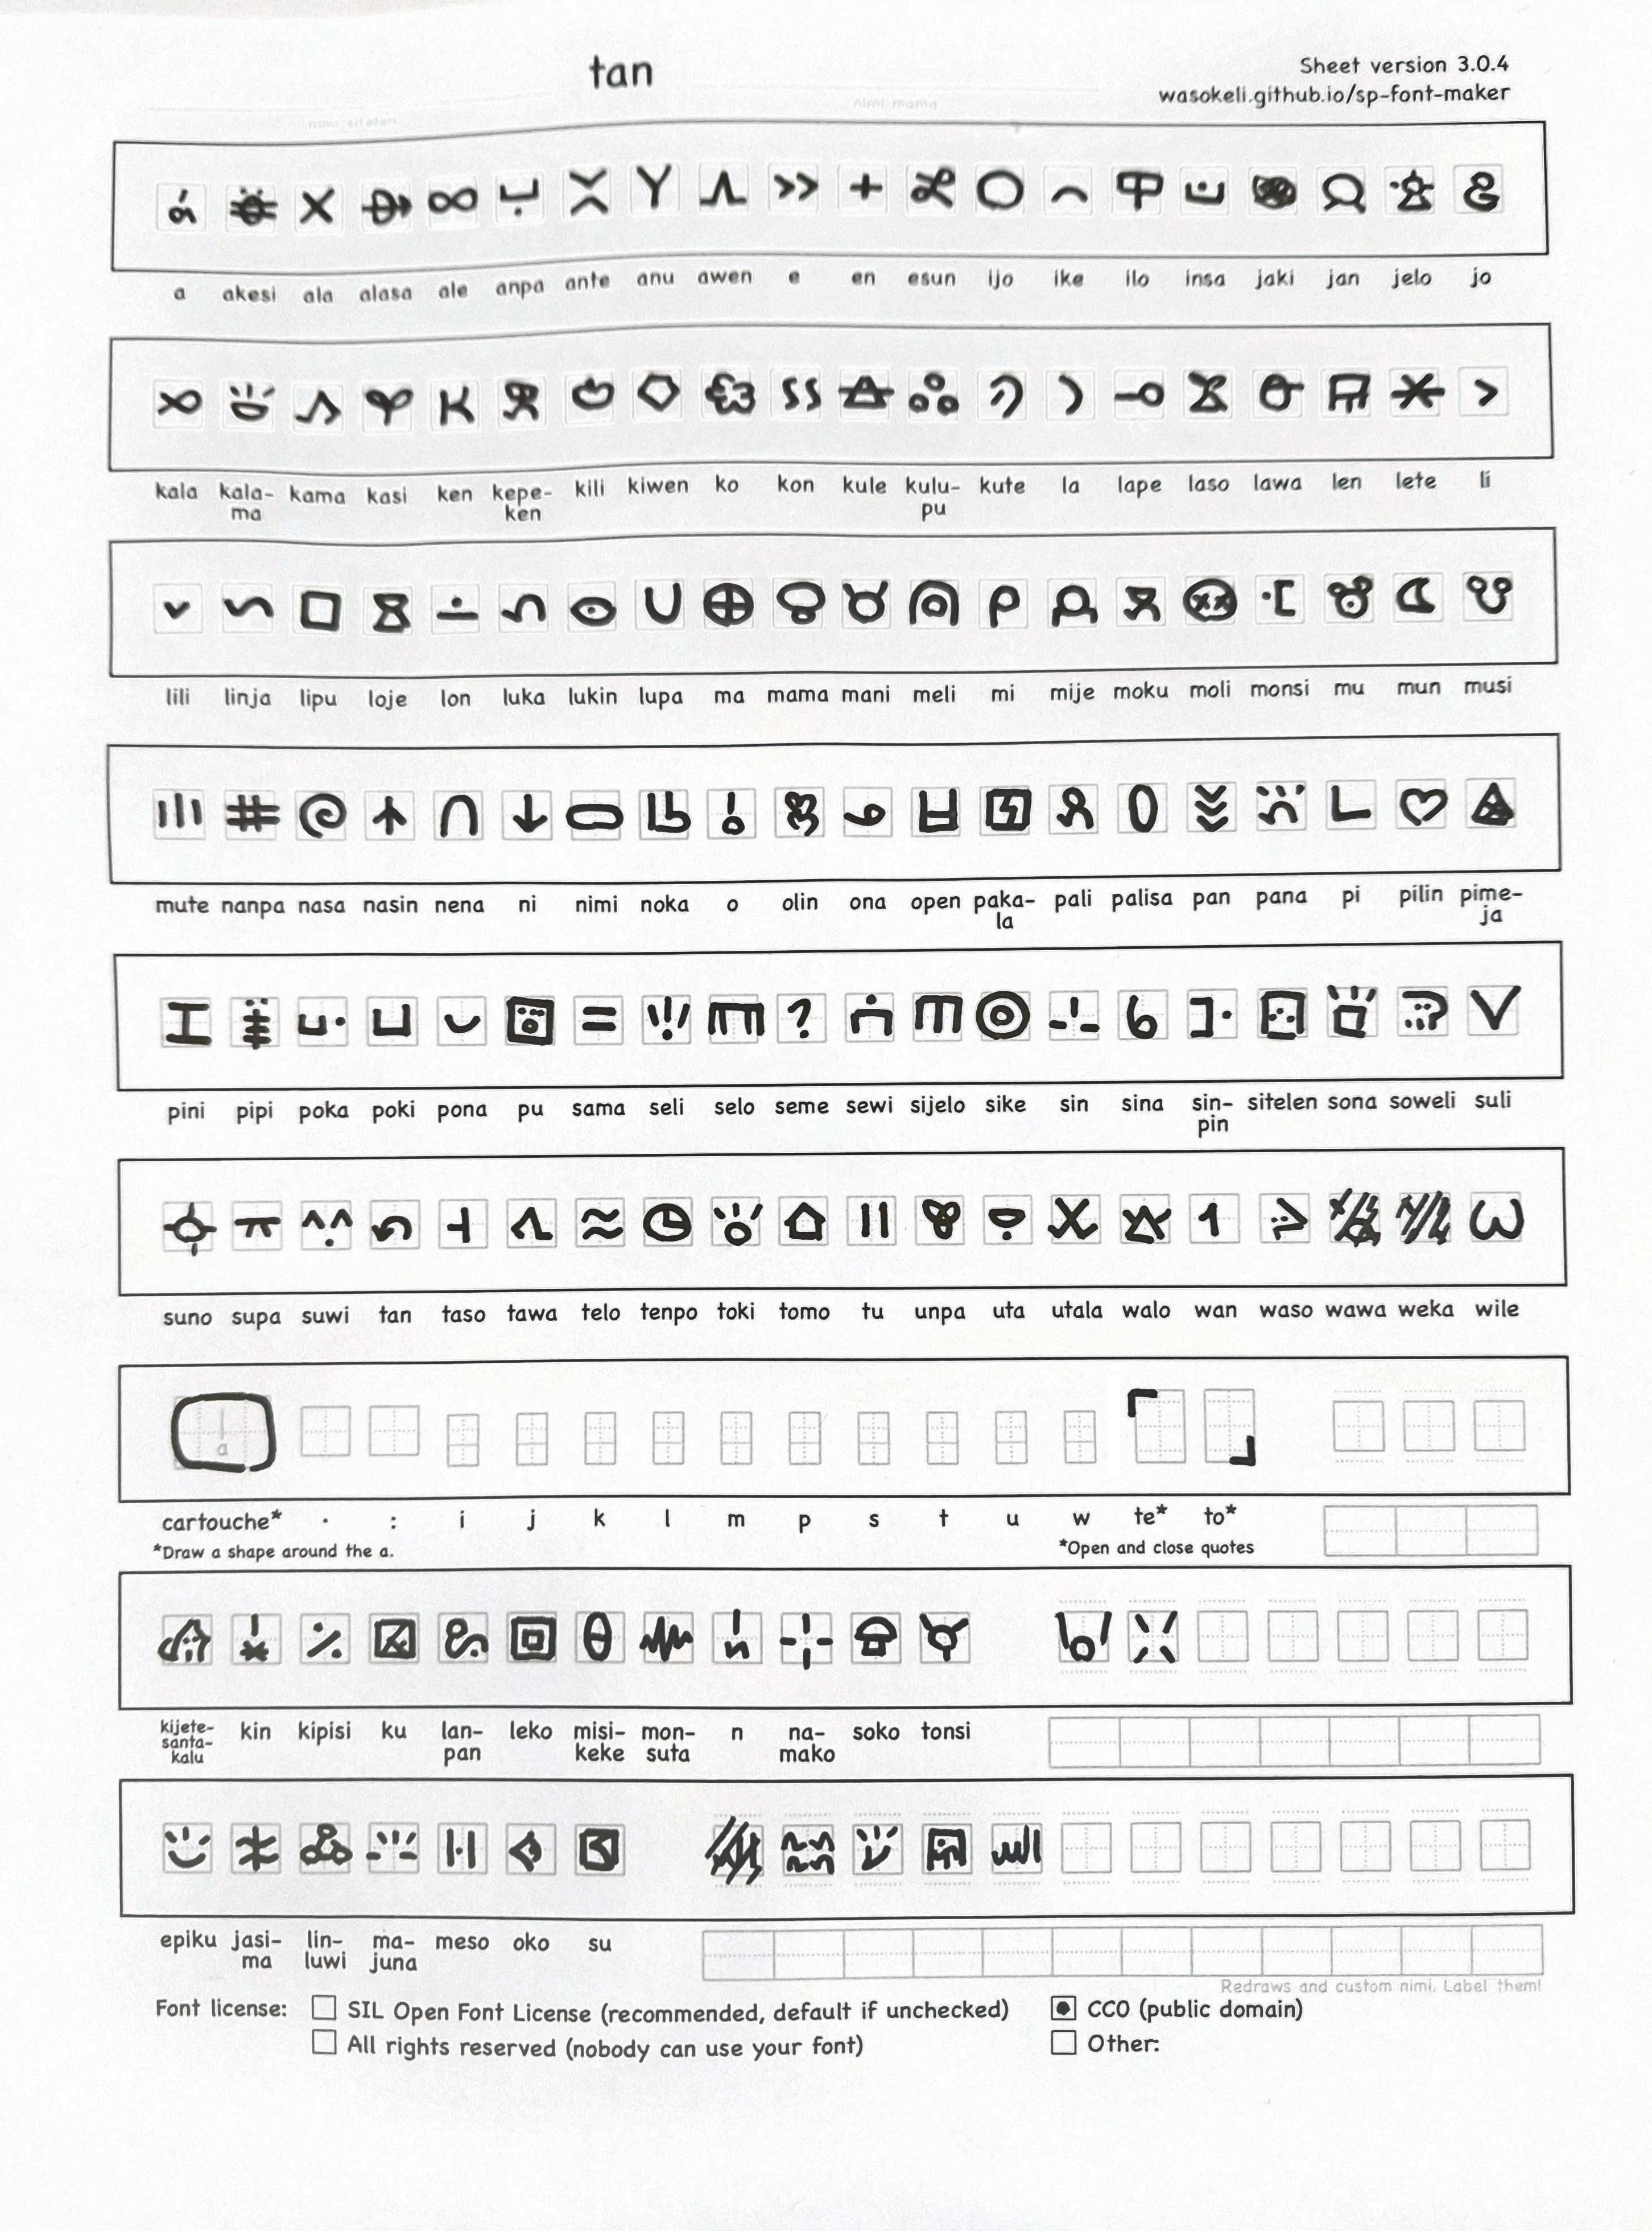 tan
Sheet version 3.0.4
wasokeli.github.io/sp-font-maker
nimi sitelen
nimi mama
a akesi ala alasa ale anpa ante anu awen e en esun ijo ike ilo insa jaki jan jelo jo
kala kala-ma kama kasi ken kepe-ken kili kiwen ko kon kule kulu-pu kute la lape laso lawa len lete li
lili linja lipu loje lon luka lukin lupa ma mama mani meli mi mije moku moli monsi mu mun musi
mute nanpa nasa nasin nena ni nimi noka o olin ona open paka-la pali palisa pan pana pi pilin pime-ja
pini pipi poka poki pona pu sama seli selo seme sewi sijelo sike sin sina sin-pin sitelen sona soweli suli
suno supa suwi tan taso tawa telo tenpo toki tomo tu unpa uta utala walo wan waso wawa weka wile
a
cartouche* · : i j k l m p s t u w te* to*
*Draw a shape around the a. *Open and close quotes
kijete-santa-kalu kin kipisi ku lan-pan leko misi-keke mon-suta n na-mako soko tonsi
epiku jasi-ma lin-luwi ma-juna meso oko su
Redraws and custom nimi. Label them!
Font license: SIL Open Font License (recommended, default if unchecked) CC0 (public domain)
All rights reserved (nobody can use your font) Other: